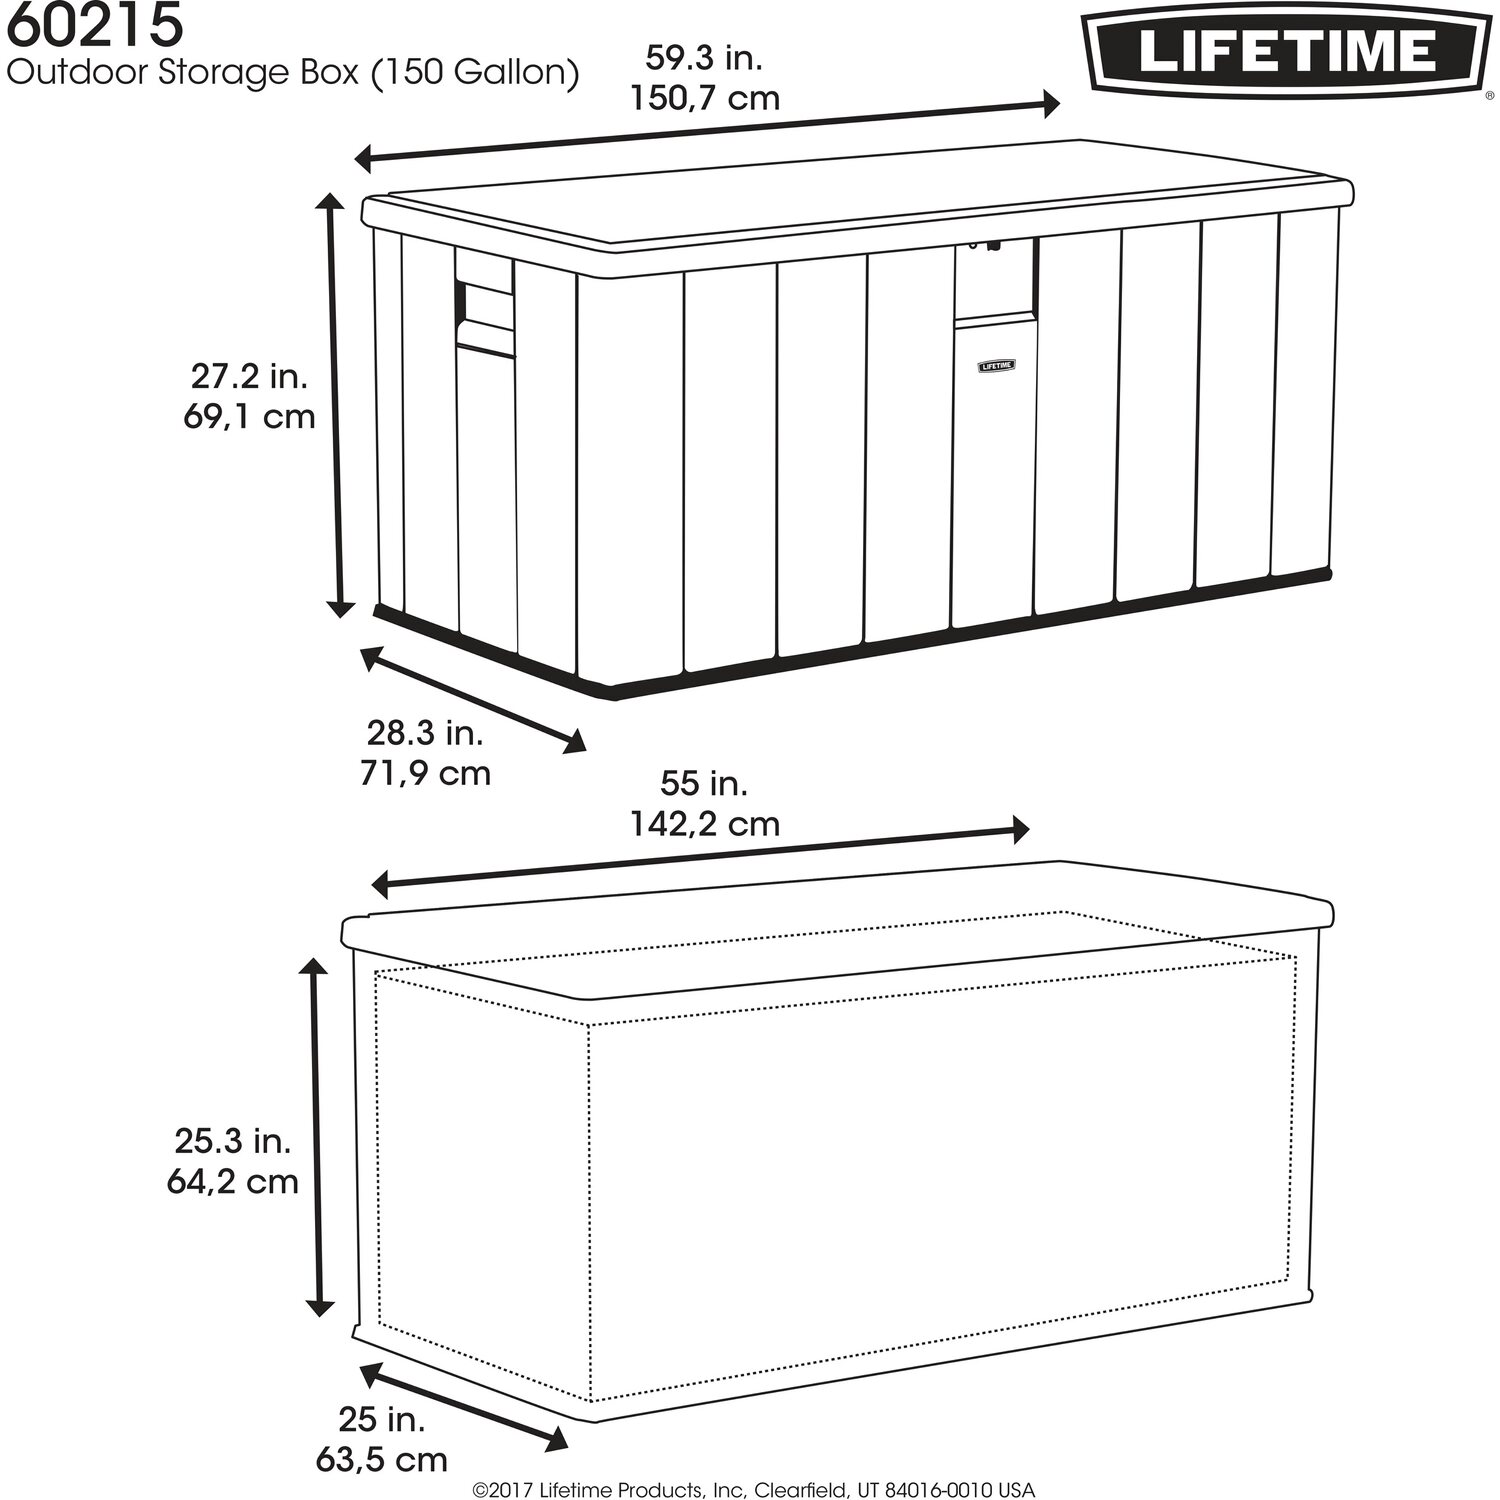 60215
Outdoor Storage Box (150 Gallon)
LIFETIME
®
59.3 in.
150,7 cm
27.2 in.
69,1 cm
LIFETIME
28.3 in.
71,9 cm
55 in.
142,2 cm
25.3 in.
64,2 cm
25 in.
63,5 cm
©2017 Lifetime Products, Inc, Clearfield, UT 84016-0010 USA